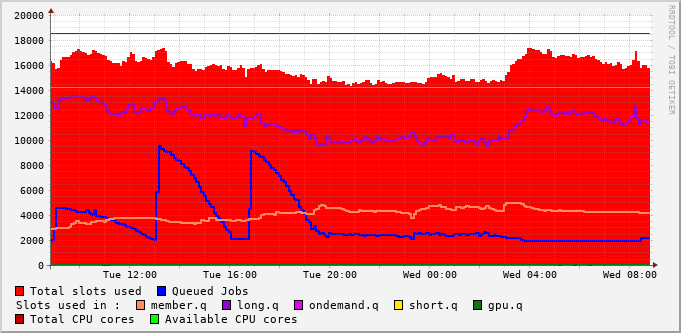 20000
18000
16000
14000
12000
10000
8000
6000
4000
2000
0
Tue 12:00 Tue 16:00 Tue 20:00 Wed 00:00 Wed 04:00 Wed 08:00
RRDTOOL / TOBI OETIKER
Total slots used Queued Jobs
Slots used in : member.q long.q ondemand.q short.q gpu.q
Total CPU cores Available CPU cores